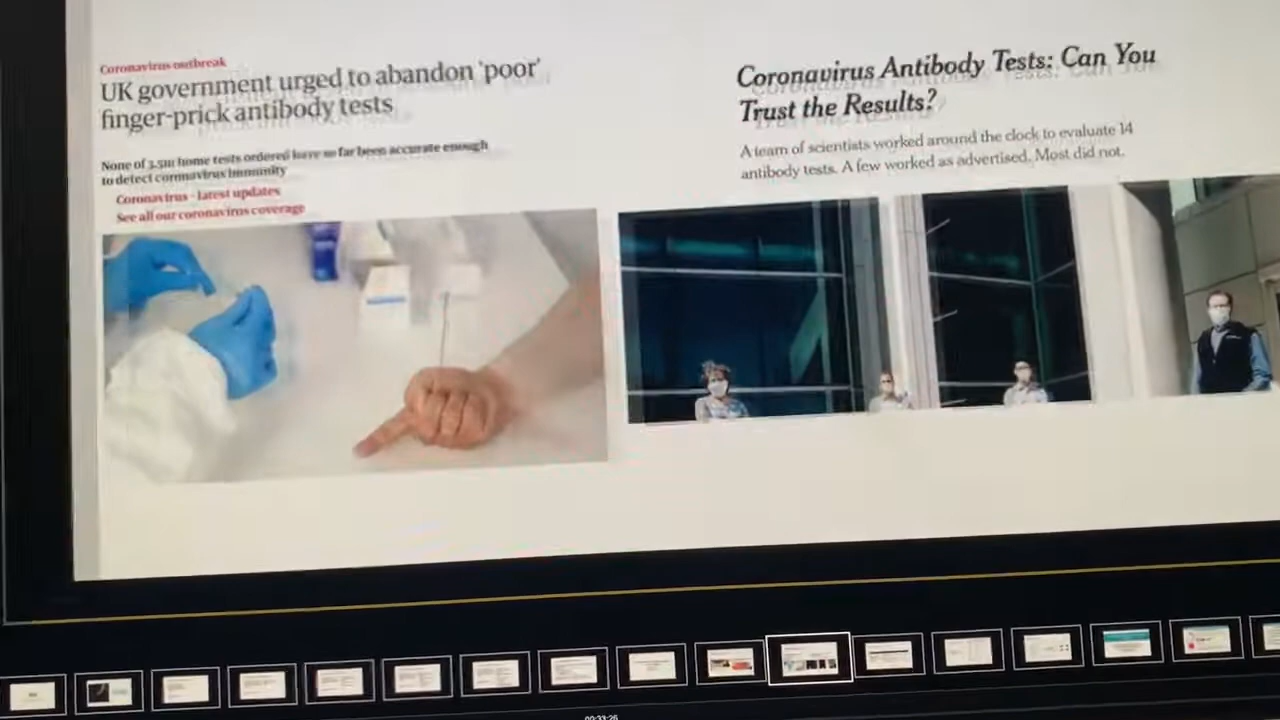 Coronavirus outbreak
UK government urged to abandon 'poor'
finger-prick antibody tests
None of 3.5m home tests ordered have so far been accurate enough
to detect coronavirus immunity
Coronavirus - latest updates
See all our coronavirus coverage
Coronavirus Antibody Tests: Can You
Trust the Results?
A team of scientists worked around the clock to evaluate 14
antibody tests. A few worked as advertised. Most did not.